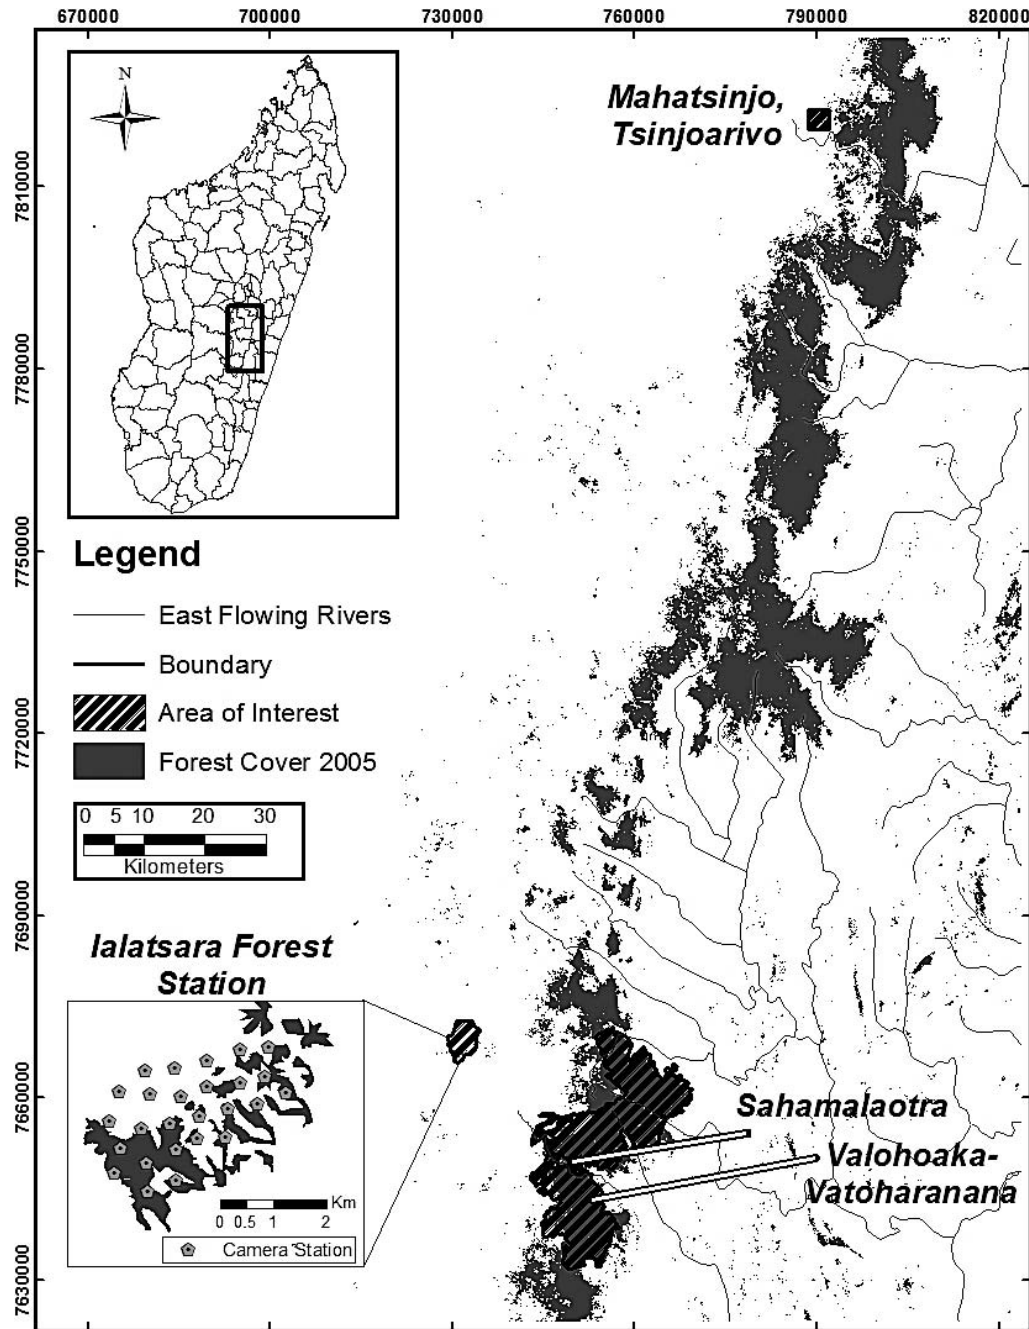 670000 700000 730000 760000 790000 820000
N
Mahatsinjo,
Tsinjoarivo
7810000
7780000
7750000
7720000
7690000
7660000
7630000
Legend
East Flowing Rivers
Boundary
Area of Interest
Forest Cover 2005
0 5 10 20 30
Kilometers
Ialatsara Forest
Station
Km
0 0.5 1 2
Camera Station
Sahamalaotra
Valohoaka-
Vatoharanana